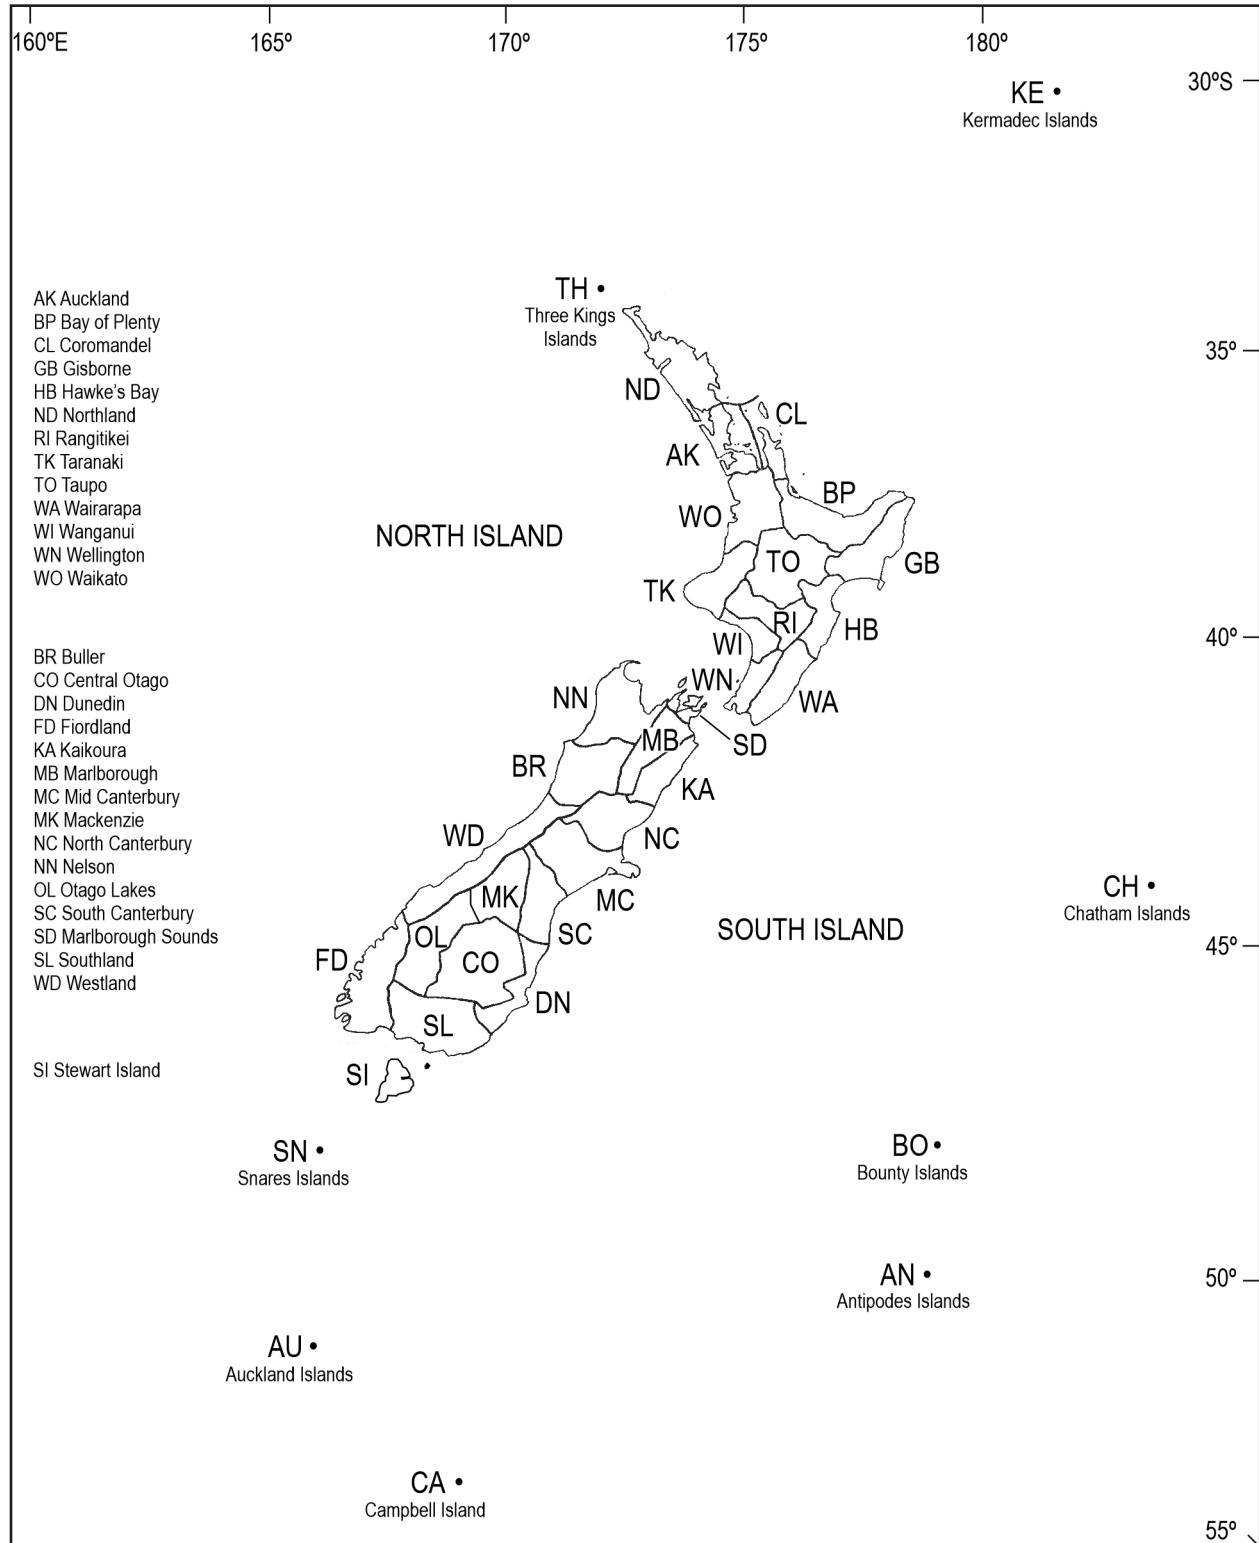 160ºE
165º
170º
175º
180º
30ºS
KE
Kermadec Islands
TH
Three Kings
Islands
AK Auckland
BP Bay of Plenty
CL Coromandel
GB Gisborne
HB Hawke's Bay
ND Northland
RI Rangitikei
TK Taranaki
TO Taupo
WA Wairarapa
WI Wanganui
WN Wellington
WO Waikato
35º
ND
CL
AK
BP
WO
NORTH ISLAND
TO
GB
TK
RI
HB
WI
40º
BR Buller
CO Central Otago
DN Dunedin
FD Fiordland
KA Kaikoura
MB Marlborough
MC Mid Canterbury
MK Mackenzie
NC North Canterbury
NN Nelson
OL Otago Lakes
SC South Canterbury
SD Marlborough Sounds
SL Southland
WD Westland
WN
NN
WA
MB
SD
BR
KA
WD
NC
MK
MC
CH
Chatham Islands
SOUTH ISLAND
OL
SC
45º
FD
CO
DN
SL
SI Stewart Island
SI
SN
Snares Islands
BO
Bounty Islands
AN
Antipodes Islands
50º
AU
Auckland Islands
CA
Campbell Island
55º